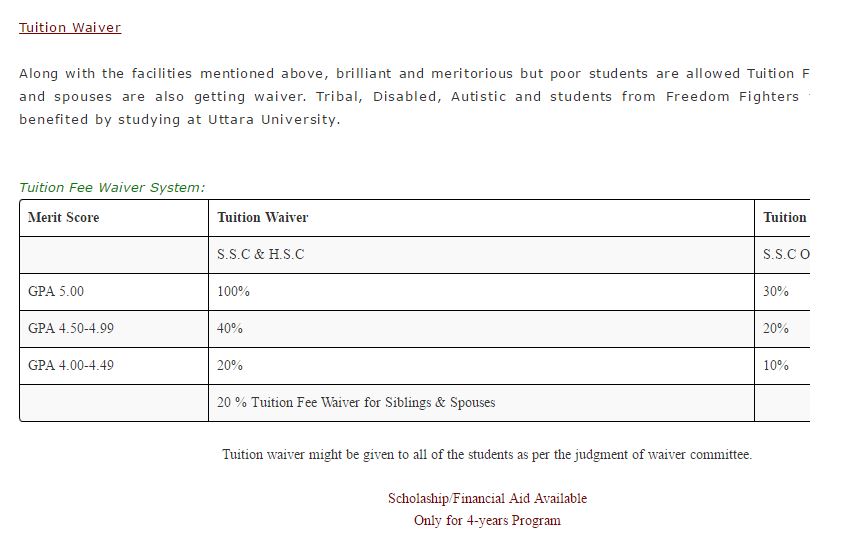 Tuition Waiver
Along with the facilities mentioned above, brilliant and meritorious but poor students are allowed Tuition F
and spouses are also getting waiver. Tribal, Disabled, Autistic and students from Freedom Fighters
benefited by studying at Uttara University.
Tuition Fee Waiver System:
Merit Score Tuition Waiver Tuition
S.S.C & H.S.C S.S.C O
GPA 5.00 100% 30%
GPA 4.50-4.99 40% 20%
GPA 4.00-4.49 20% 10%
20 % Tuition Fee Waiver for Siblings & Spouses
Tuition waiver might be given to all of the students as per the judgment of waiver committee.
Scholaship/Financial Aid Available
Only for 4-years Program